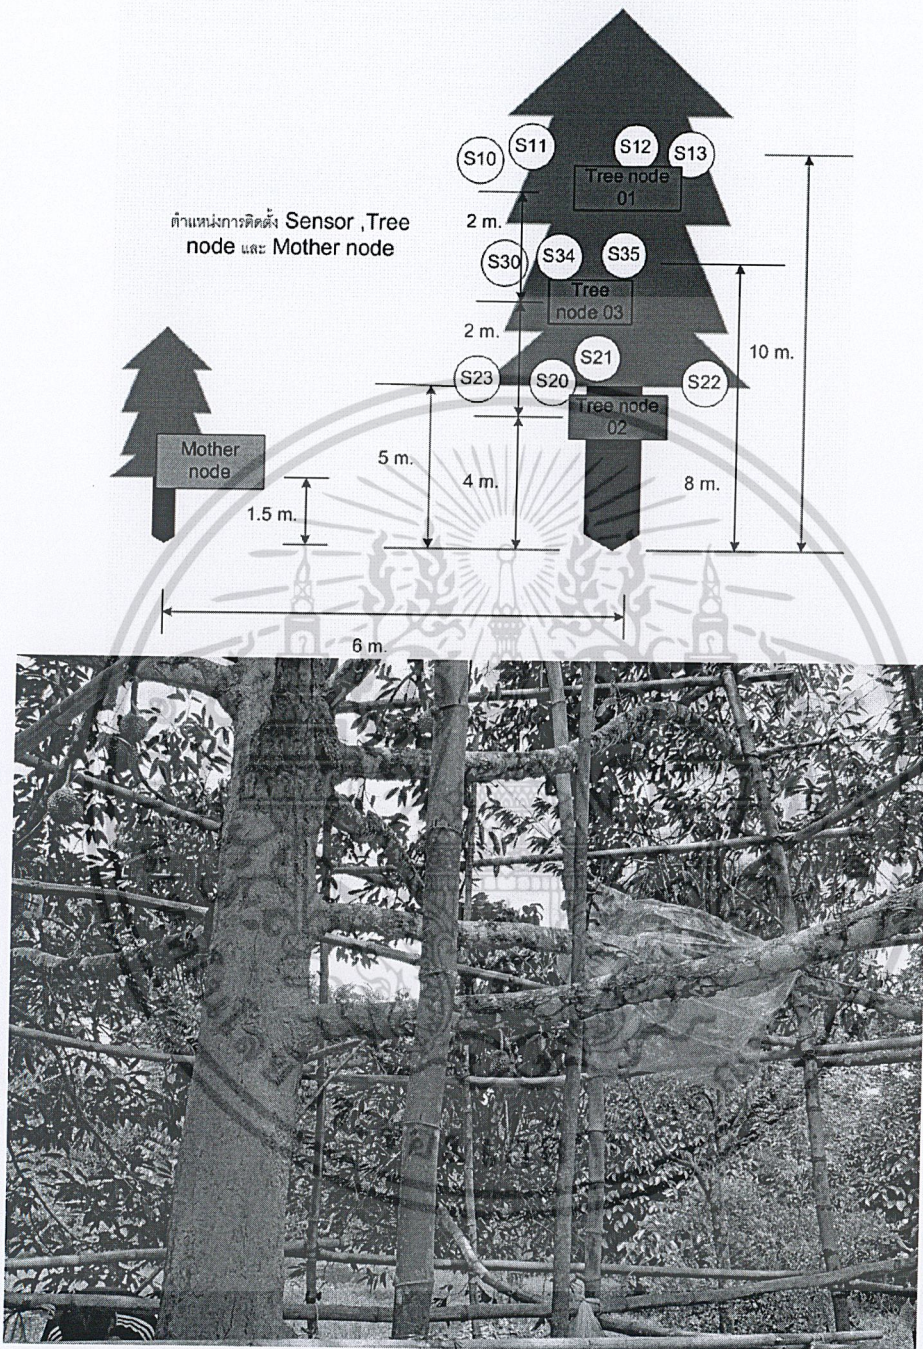 S10
S11
S12
S13
Tree node
01
ตำแหน่งการติดตั้ง Sensor ,Tree
node และ Mother node
2 m.
S30
S34
S35
Tree
node 03
2 m.
10 m.
S21
S23
S20
S22
Tree node
02
Mother
node
5 m.
4 m.
8 m.
1.5 m.
6 m.